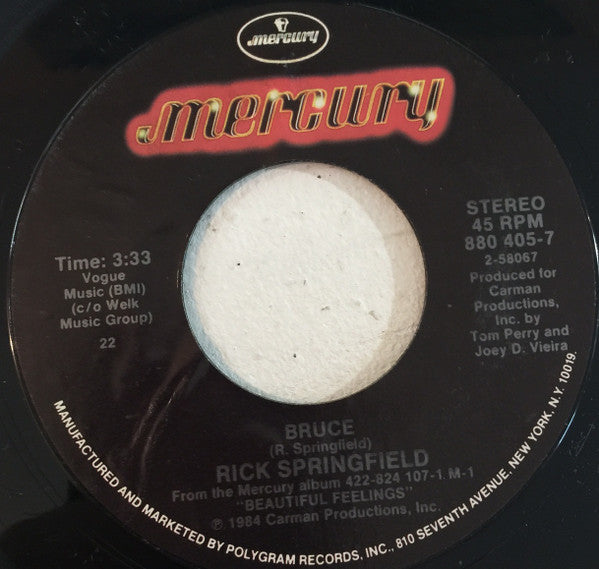 mercury
mercury
STEREO
45 RPM
880 405-7
2-58067
Produced for
Carman
Productions,
Inc. by
Tom Perry and
Joey D. Vieira
Time: 3:33
Vogue
Music (BMI)
(c/o Welk
Music Group)
22
BRUCE
(R. Springfield)
RICK SPRINGFIELD
From the Mercury album 422-824 107-1 M-1
"BEAUTIFUL FEELINGS"
℗ 1984 Carman Productions, Inc.
MANUFACTURED AND MARKETED BY POLYGRAM RECORDS, INC., 810 SEVENTH AVENUE, NEW YORK, N.Y. 10019.